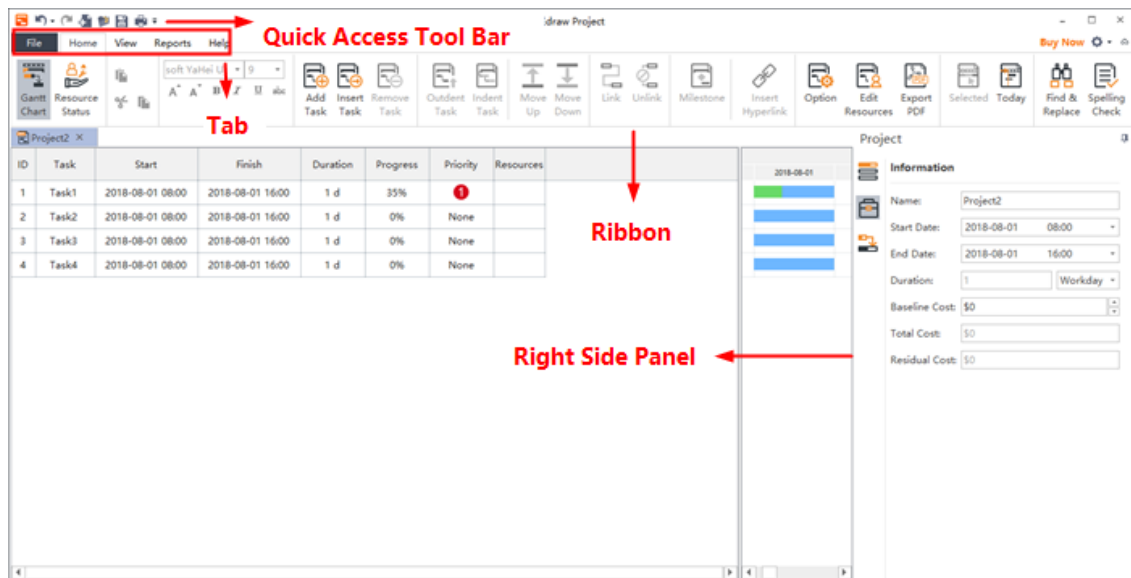 :draw Project
File Home View Reports Help
Quick Access Tool Bar
Buy Now
soft YaHei U 9
A A B I U abc
Gantt Chart
Resource Status
Add Task
Insert Task
Remove Task
Outdent Task
Indent Task
Move Up
Move Down
Link
Unlink
Milestone
Insert Hyperlink
Option
Edit Resources
Export PDF
Selected
Today
Find & Replace
Spelling Check
Tab
Ribbon
Right Side Panel
Project2 ×
ID Task Start Finish Duration Progress Priority Resources
1 Task1 2018-08-01 08:00 2018-08-01 16:00 1 d 35% 1
2 Task2 2018-08-01 08:00 2018-08-01 16:00 1 d 0% None
3 Task3 2018-08-01 08:00 2018-08-01 16:00 1 d 0% None
4 Task4 2018-08-01 08:00 2018-08-01 16:00 1 d 0% None
2018-08-01
Project
Information
Name: Project2
Start Date: 2018-08-01 08:00
End Date: 2018-08-01 16:00
Duration: 1 Workday
Baseline Cost: $0
Total Cost: $0
Residual Cost: $0